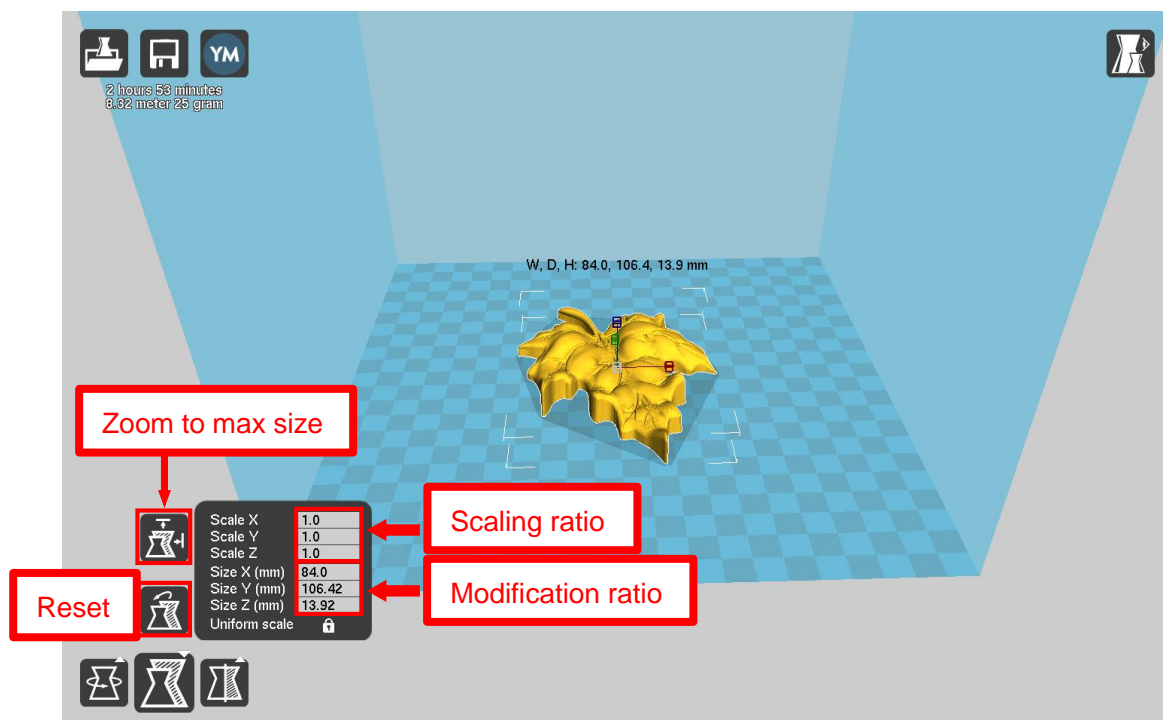 YM
2 hours 53 minutes
8.32 meter 25 gram
W, D, H: 84.0, 106.4, 13.9 mm
Zoom to max size
Scale X 1.0
Scale Y 1.0
Scale Z 1.0
Size X (mm) 84.0
Size Y (mm) 106.42
Size Z (mm) 13.92
Uniform scale
Scaling ratio
Modification ratio
Reset